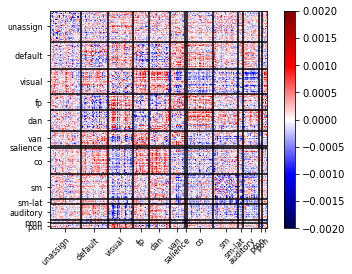 unassign
default
visual
fp
dan
van
salience
co
sm
sm-lat
auditory
pmn
pon
unassign
default
visual
fp
dan
van
salience
co
sm
sm-lat
auditory
0.0020
0.0015
0.0010
0.0005
0.0000
−0.0005
−0.0010
−0.0015
−0.0020